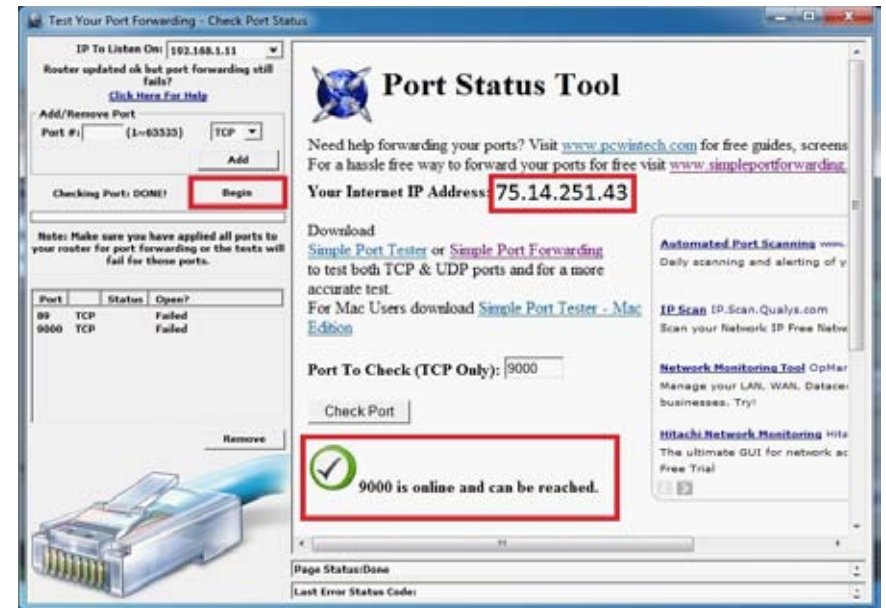 Test Your Port Forwarding - Check Port Status
IP To Listen On: 192.168.1.11
Router updated ok but port forwarding still
fails?
Click Here For Help
Add/Remove Port
Port #: (1~65535) TCP
Add
Checking Port: DONE!
Begin
Note: Make sure you have applied all ports to
your router for port forwarding or the tests will
fail for those ports.
Port Status Open?
89 TCP Failed
9000 TCP Failed
Remove
Port Status Tool
Need help forwarding your ports? Visit www.pcwintech.com for free guides, screens
For a hassle free way to forward your ports for free visit www.simpleportforwarding.
Your Internet IP Address: 75.14.251.43
Download
Simple Port Tester or Simple Port Forwarding
to test both TCP & UDP ports and for a more
accurate test.
For Mac Users download Simple Port Tester - Mac
Edition
Port To Check (TCP Only): 9000
Check Port
9000 is online and can be reached.
Automated Port Scanning www.
Daily scanning and alerting of y
IP Scan IP.Scan.Qualys.com
Scan your Network IP Free Netw
Network Monitoring Tool OpMan
Manage your LAN, WAN, Datacen
businesses. Try!
Hitachi Network Monitoring Hita
The ultimate GUI for network ac
Free Trial
Page Status:Done
Last Error Status Code: